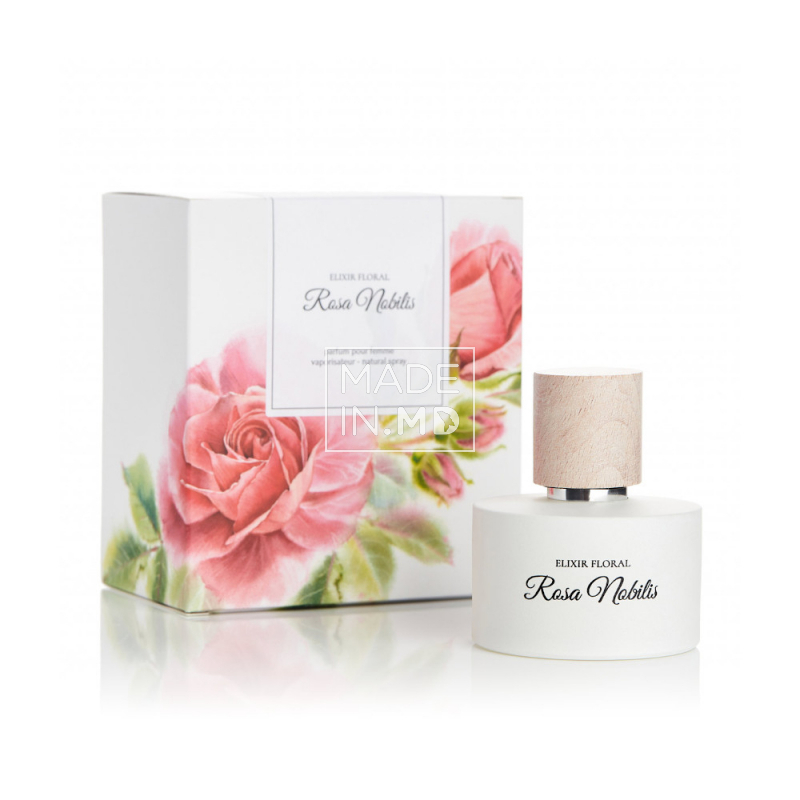 ELIXIR FLORAL
Rosa Nobilis
parfum pour femme
vaporisateur - natural spray
MADE
IN.MD
ELIXIR FLORAL
Rosa Nobilis